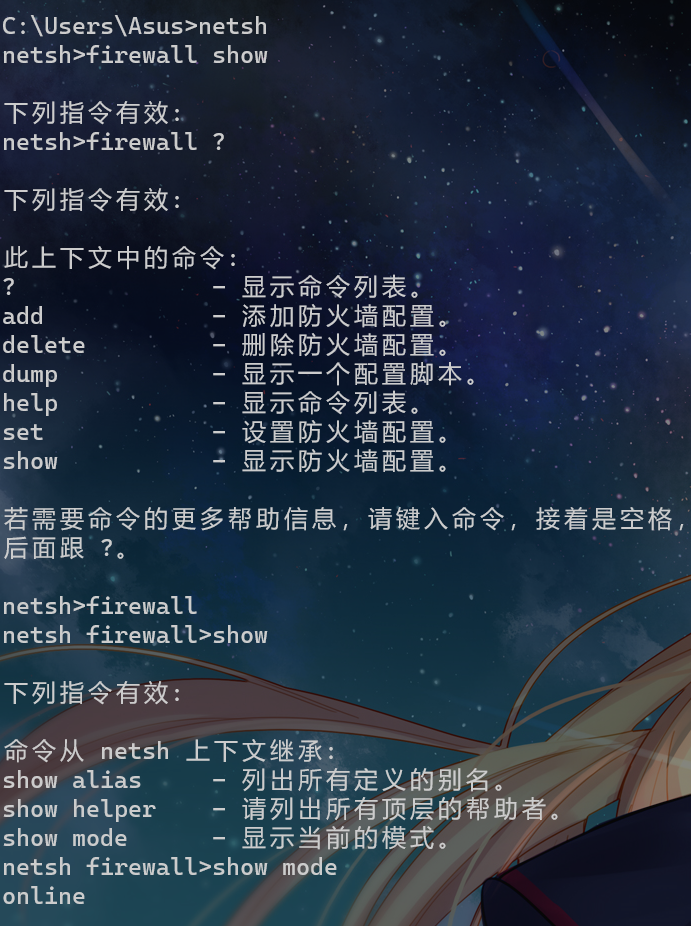 C:\Users\Asus>netsh
netsh>firewall show
下列指令有效:
netsh>firewall ?
下列指令有效:
此上下文中的命令:
? - 显示命令列表。
add - 添加防火墙配置。
delete - 删除防火墙配置。
dump - 显示一个配置脚本。
help - 显示命令列表。
set - 设置防火墙配置。
show - 显示防火墙配置。
若需要命令的更多帮助信息，请键入命令，接着是空格，
后面跟 ?。
netsh>firewall
netsh firewall>show
下列指令有效:
命令从 netsh 上下文继承:
show alias - 列出所有定义的别名。
show helper - 请列出所有顶层的帮助者。
show mode - 显示当前的模式。
netsh firewall>show mode
online